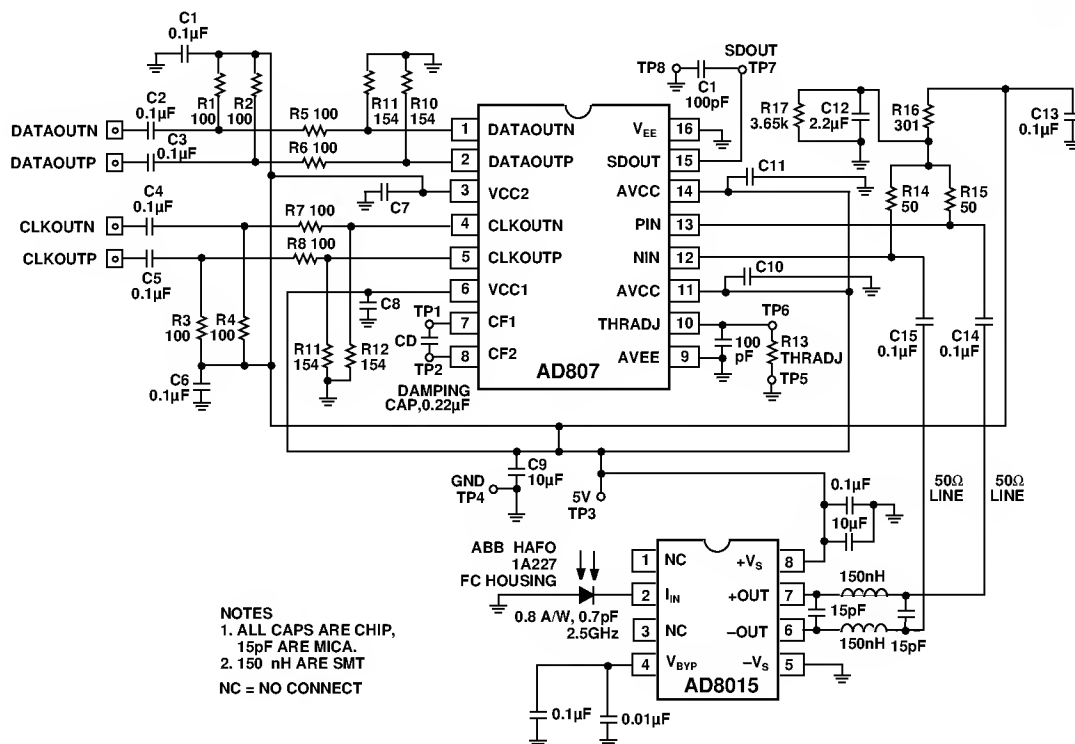 C1
0.1µF
C2
0.1µF
DATAOUTN
DATAOUTP
C3
0.1µF
R1
100
R2
100
R5 100
R6 100
R11
154
R10
154
C4
0.1µF
CLKOUTN
CLKOUTP
C5
0.1µF
R7 100
R8 100
C7
R3
100
R4
100
C6
0.1µF
R11
154
R12
154
C8
TP1
CD
TP2
DAMPING
CAP,0.22µF
1 DATAOUTN
2 DATAOUTP
3 VCC2
4 CLKOUTN
5 CLKOUTP
6 VCC1
7 CF1
8 CF2
VEE 16
SDOUT 15
AVCC 14
PIN 13
NIN 12
AVCC 11
THRADJ 10
AVEE 9
AD807
SDOUT
TP8
TP7
C1
100pF
C11
C10
R17
3.65k
C12
2.2µF
R16
301
C13
0.1µF
R14
50
R15
50
TP6
100
pF
R13
THRADJ
TP5
C15
0.1µF
C14
0.1µF
50Ω
LINE
50Ω
LINE
GND
TP4
C9
10µF
5V
TP3
0.1µF
10µF
ABB HAFO
1A227
FC HOUSING
0.8 A/W, 0.7pF
2.5GHz
1 NC
2 IIN
3 NC
4 VBYP
+VS 8
+OUT 7
–OUT 6
–VS 5
AD8015
150nH
15pF
150nH
15pF
0.1µF
0.01µF
NOTES
1. ALL CAPS ARE CHIP,
15pF ARE MICA.
2. 150 nH ARE SMT
NC = NO CONNECT